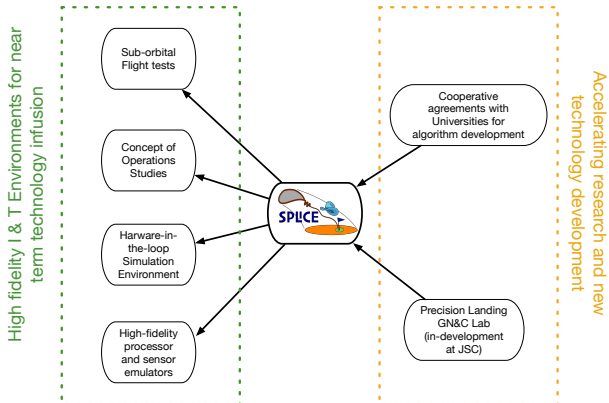 High fidelity I & T Environments for near
term technology infusion
Sub-orbital
Flight tests
Concept of
Operations
Studies
Harware-in-
the-loop
Simulation
Environment
High-fidelity
processor
and sensor
emulators
SPLICE
Cooperative
agreements with
Universities for
algorithm development
Precision Landing
GN&C Lab
(in-development
at JSC)
Accelerating research and new
technology development